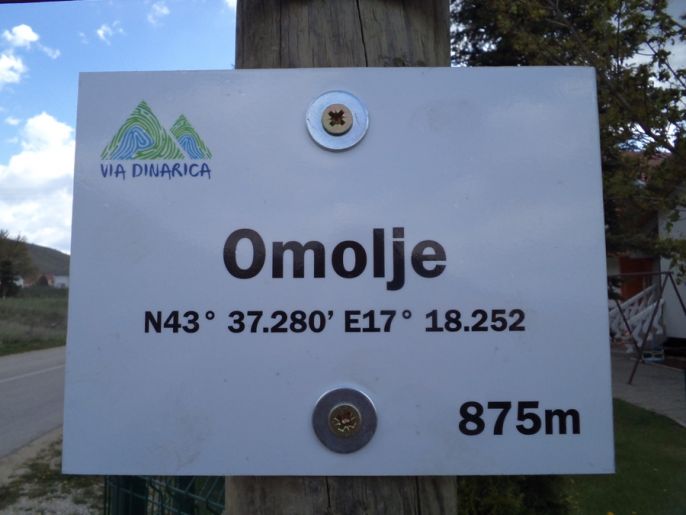 VIA DINARICA
Omolje
N43° 37.280' E17° 18.252
875m